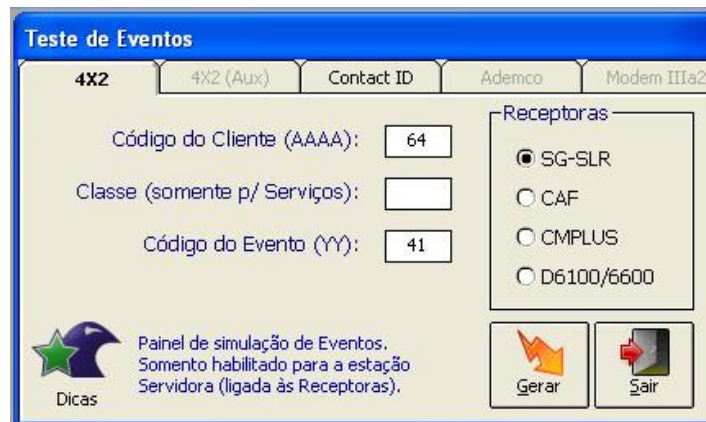 Teste de Eventos
4X2
4X2 (Aux)
Contact ID
Ademco
Modem IIIa2
Código do Cliente (AAAA): 64
Classe (somente p/ Serviços):
Código do Evento (YY): 41
Receptoras
SG-SLR
CAF
CMPLUS
D6100/6600
Dicas
Painel de simulação de Eventos.
Somento habilitado para a estação
Servidora (ligada às Receptoras).
Gerar
Sair